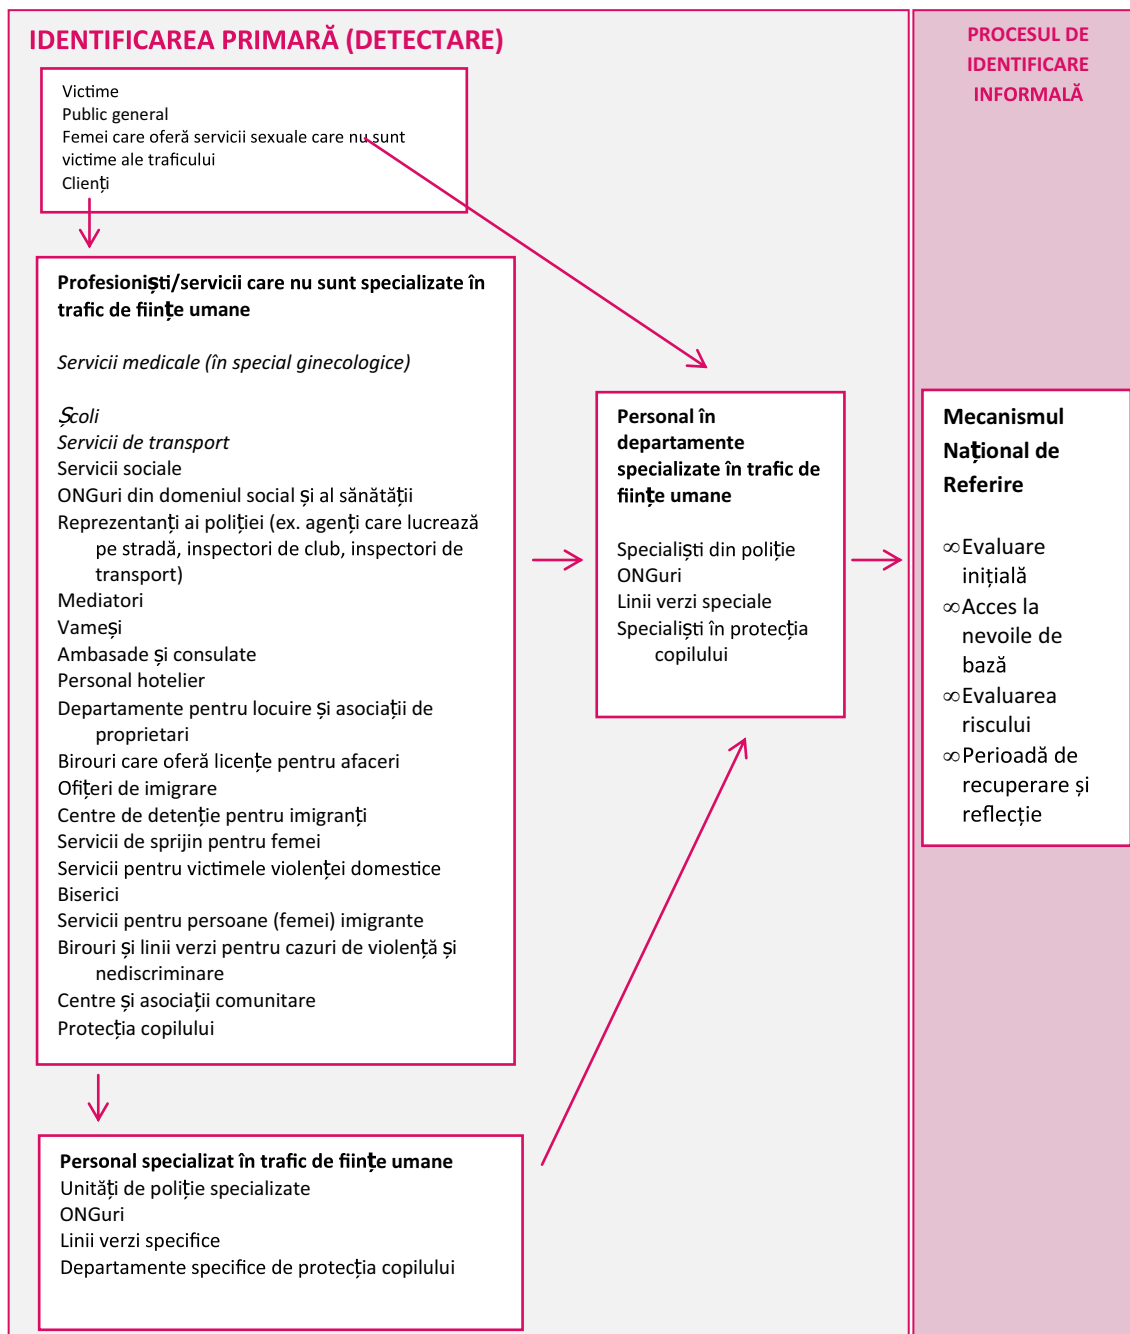 IDENTIFICAREA PRIMARĂ (DETECTARE)
Victime
Public general
Femei care oferă servicii sexuale care nu sunt
victime ale traficului
Clienți
Profesioniști/servicii care nu sunt specializate în
trafic de ființe umane
Servicii medicale (în special ginecologice)
Școli
Servicii de transport
Servicii sociale
ONGuri din domeniul social și al sănătății
Reprezentanți ai poliției (ex. agenți care lucrează
pe stradă, inspectori de club, inspectori de
transport)
Mediatori
Vameși
Ambasade și consulate
Personal hotelier
Departamente pentru locuire și asociații de
proprietari
Birouri care oferă licențe pentru afaceri
Ofițeri de imigrare
Centre de detenție pentru imigranți
Servicii de sprijin pentru femei
Servicii pentru victimele violenței domestice
Biserici
Servicii pentru persoane (femei) imigrante
Birouri și linii verzi pentru cazuri de violență și
nediscriminare
Centre și asociații comunitare
Protecția copilului
Personal specializat în trafic de ființe umane
Unități de poliție specializate
ONGuri
Linii verzi specifice
Departamente specifice de protecția copilului
Personal în
departamente
specializate în trafic de
ființe umane
Specialiști din poliție
ONGuri
Linii verzi speciale
Specialiști în protecția
copilului
PROCESUL DE
IDENTIFICARE
INFORMALĂ
Mecanismul
Național de
Referire
∞Evaluare
inițială
∞Acces la
nevoile de
bază
∞Evaluarea
riscului
∞Perioadă de
recuperare și
reflecție